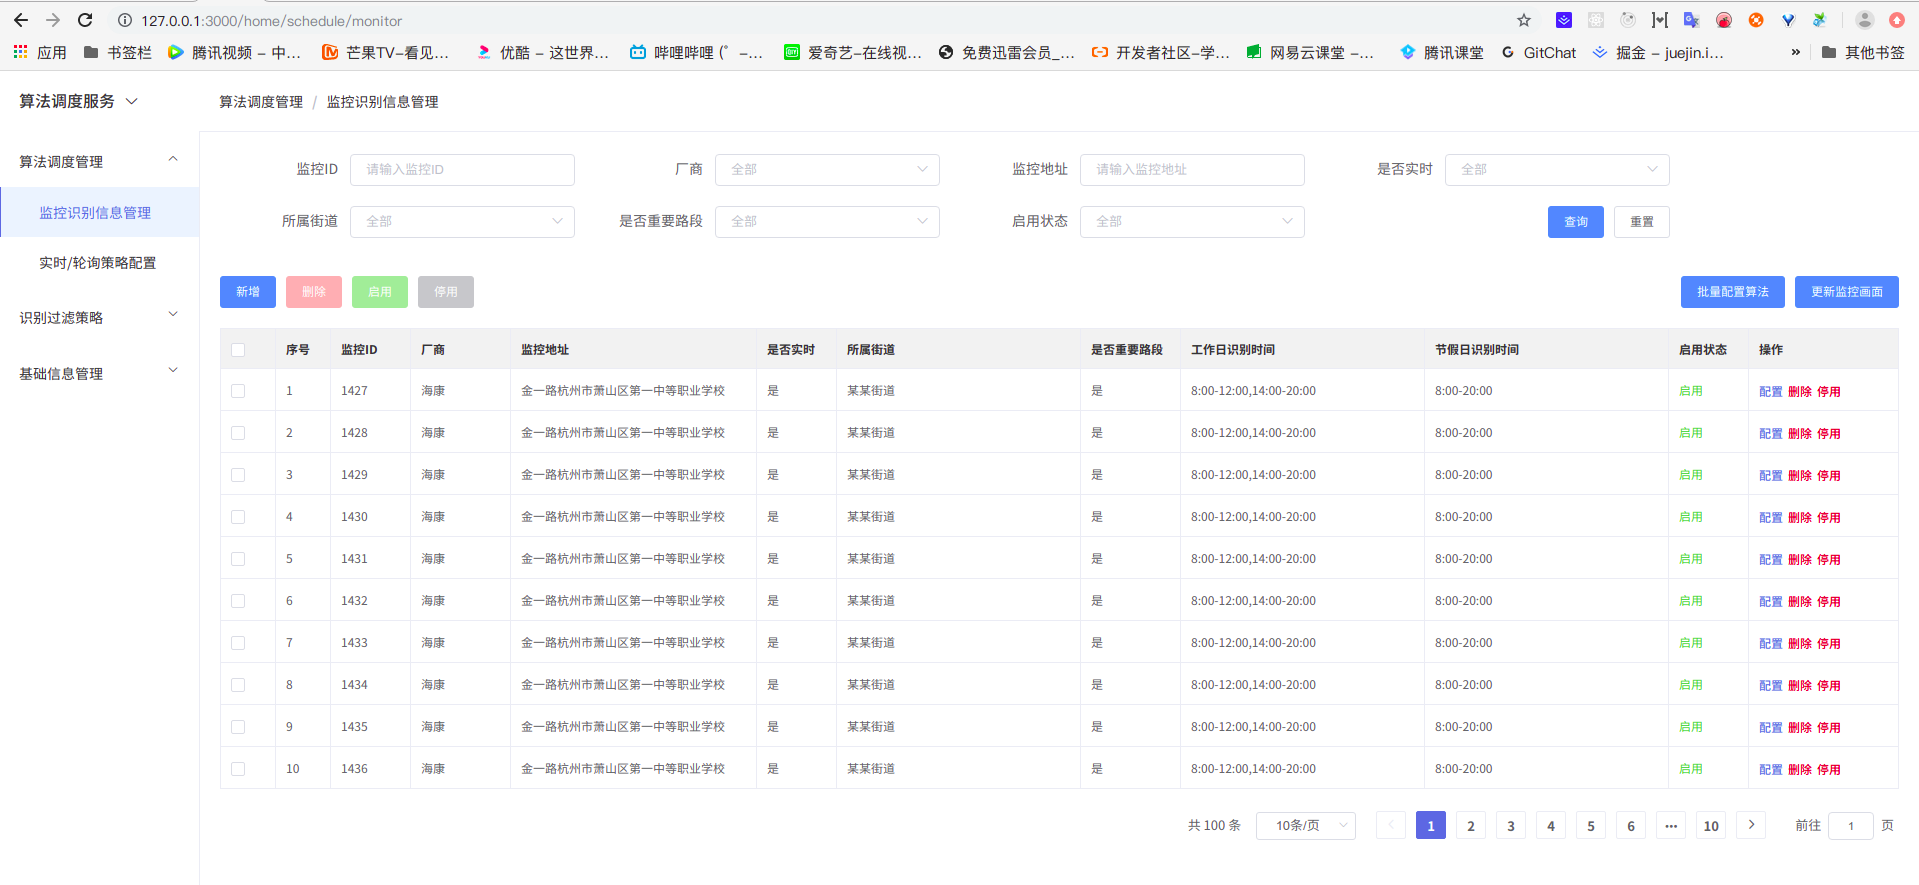 127.0.0.1:3000/home/schedule/monitor
应用 书签栏 腾讯视频 - 中... 芒果TV-看见... 优酷 - 这世界... 哔哩哔哩 (゜-... 爱奇艺-在线视... 免费迅雷会员_... 开发者社区-学... 网易云课堂 -... 腾讯课堂 GitChat 掘金 - juejin.i... » 其他书签
算法调度服务 算法调度管理 / 监控识别信息管理
算法调度管理
监控识别信息管理
实时/轮询策略配置
识别过滤策略
基础信息管理
监控ID 请输入监控ID 厂商 全部 监控地址 请输入监控地址 是否实时 全部
所属街道 全部 是否重要路段 全部 启用状态 全部 查询 重置
新增 删除 启用 停用 批量配置算法 更新监控画面
序号 监控ID 厂商 监控地址 是否实时 所属街道 是否重要路段 工作日识别时间 节假日识别时间 启用状态 操作
1 1427 海康 金一路杭州市萧山区第一中等职业学校 是 某某街道 是 8:00-12:00,14:00-20:00 8:00-20:00 启用 配置 删除 停用
2 1428 海康 金一路杭州市萧山区第一中等职业学校 是 某某街道 是 8:00-12:00,14:00-20:00 8:00-20:00 启用 配置 删除 停用
3 1429 海康 金一路杭州市萧山区第一中等职业学校 是 某某街道 是 8:00-12:00,14:00-20:00 8:00-20:00 启用 配置 删除 停用
4 1430 海康 金一路杭州市萧山区第一中等职业学校 是 某某街道 是 8:00-12:00,14:00-20:00 8:00-20:00 启用 配置 删除 停用
5 1431 海康 金一路杭州市萧山区第一中等职业学校 是 某某街道 是 8:00-12:00,14:00-20:00 8:00-20:00 启用 配置 删除 停用
6 1432 海康 金一路杭州市萧山区第一中等职业学校 是 某某街道 是 8:00-12:00,14:00-20:00 8:00-20:00 启用 配置 删除 停用
7 1433 海康 金一路杭州市萧山区第一中等职业学校 是 某某街道 是 8:00-12:00,14:00-20:00 8:00-20:00 启用 配置 删除 停用
8 1434 海康 金一路杭州市萧山区第一中等职业学校 是 某某街道 是 8:00-12:00,14:00-20:00 8:00-20:00 启用 配置 删除 停用
9 1435 海康 金一路杭州市萧山区第一中等职业学校 是 某某街道 是 8:00-12:00,14:00-20:00 8:00-20:00 启用 配置 删除 停用
10 1436 海康 金一路杭州市萧山区第一中等职业学校 是 某某街道 是 8:00-12:00,14:00-20:00 8:00-20:00 启用 配置 删除 停用
共 100 条 10条/页 1 2 3 4 5 6 ··· 10 前往 1 页